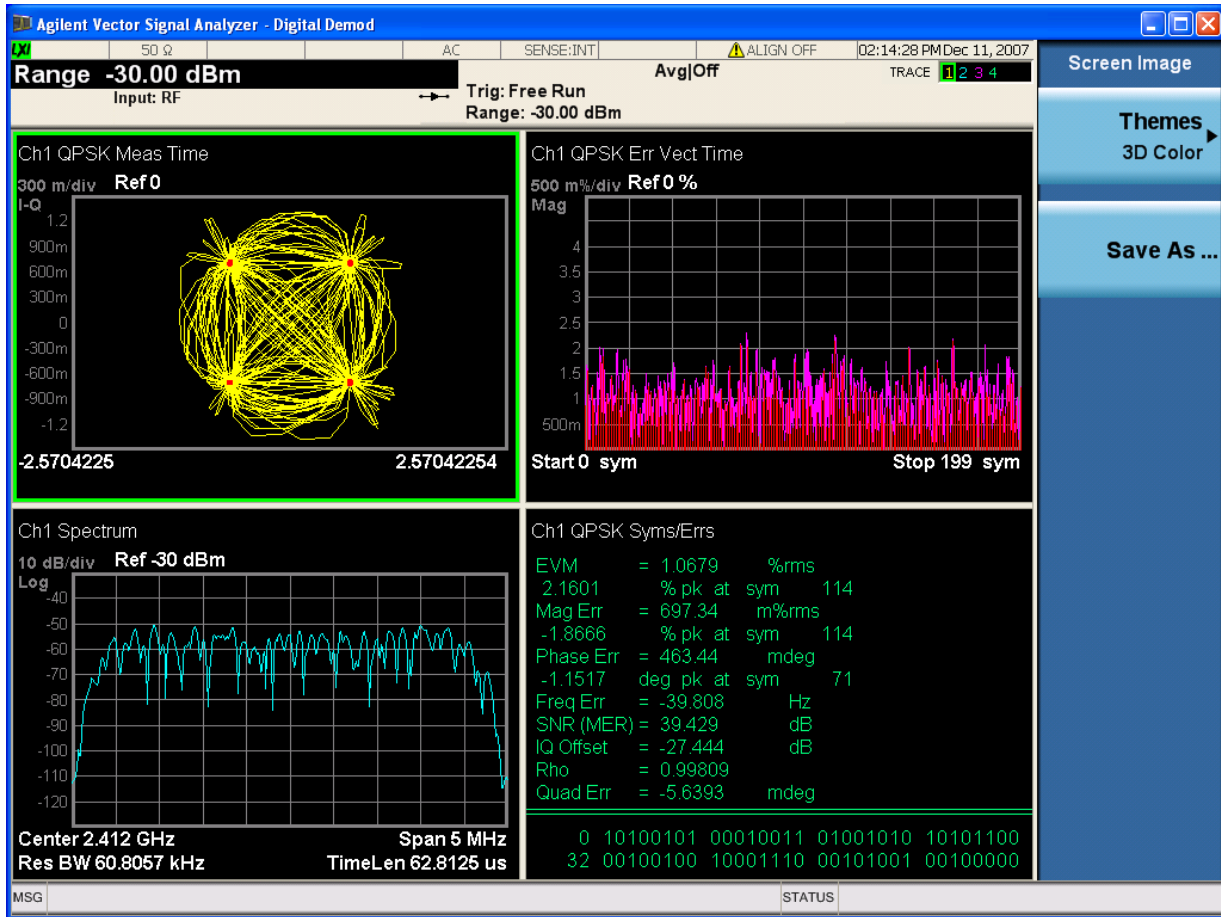 Agilent Vector Signal Analyzer - Digital Demod
LXI 50 Ω AC SENSE:INT ALIGN OFF 02:14:28 PM Dec 11, 2007
Range -30.00 dBm
Input: RF
Trig: Free Run
Range: -30.00 dBm
Avg|Off
TRACE 1 2 3 4
Screen Image
Themes
3D Color
Save As ...
Ch1 QPSK Meas Time
300 m/div Ref 0
I-Q
1.2
900m
600m
300m
0
-300m
-600m
-900m
-1.2
-2.5704225 2.57042254
Ch1 QPSK Err Vect Time
500 m%/div Ref 0 %
Mag
4
3.5
3
2.5
2
1.5
1
500m
Start 0 sym Stop 199 sym
Ch1 Spectrum
10 dB/div Ref -30 dBm
Log
-40
-50
-60
-70
-80
-90
-100
-110
-120
Center 2.412 GHz Span 5 MHz
Res BW 60.8057 kHz TimeLen 62.8125 us
Ch1 QPSK Syms/Errs
EVM = 1.0679 %rms
2.1601 % pk at sym 114
Mag Err = 697.34 m%rms
-1.8666 % pk at sym 114
Phase Err = 463.44 mdeg
-1.1517 deg pk at sym 71
Freq Err = -39.808 Hz
SNR (MER) = 39.429 dB
IQ Offset = -27.444 dB
Rho = 0.99809
Quad Err = -5.6393 mdeg
0 10100101 00010011 01001010 10101100
32 00100100 10001110 00101001 00100000
MSG STATUS